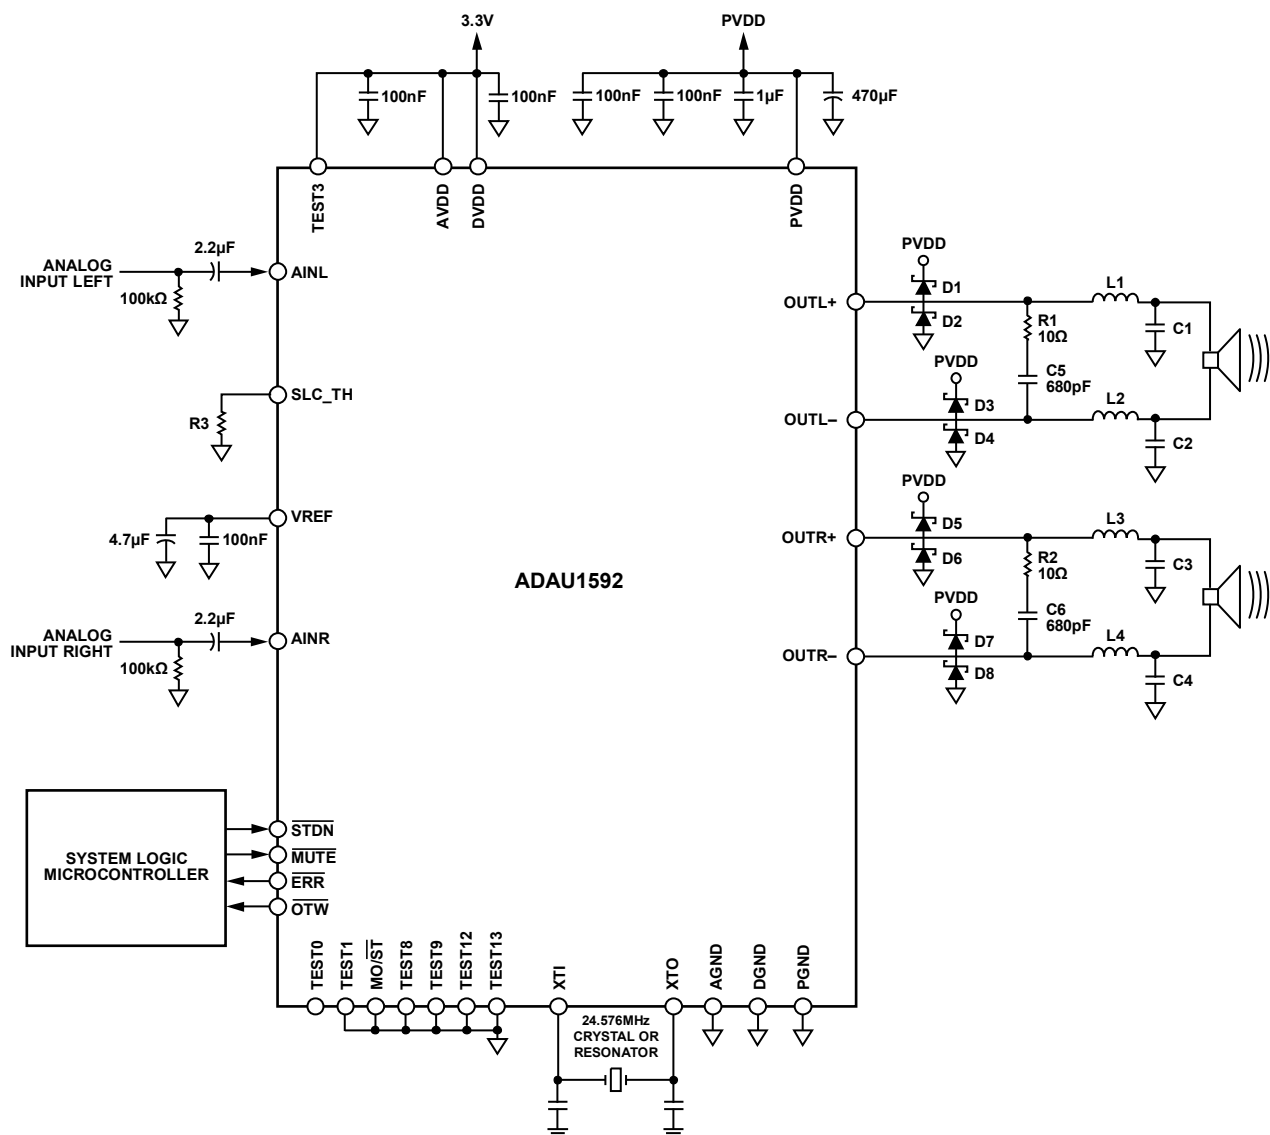 3.3V
PVDD
100nF
100nF
100nF
100nF
1µF
470µF
TEST3
AVDD
DVDD
PVDD
ANALOG
INPUT LEFT
2.2µF
100kΩ
AINL
SLC_TH
R3
VREF
4.7µF
100nF
ANALOG
INPUT RIGHT
2.2µF
100kΩ
AINR
ADAU1592
PVDD
D1
D2
OUTL+
R1
10Ω
C5
680pF
L1
C1
PVDD
D3
D4
OUTL–
L2
C2
PVDD
D5
D6
OUTR+
R2
10Ω
C6
680pF
L3
C3
PVDD
D7
D8
OUTR–
L4
C4
SYSTEM LOGIC
MICROCONTROLLER
STDN
MUTE
ERR
OTW
TEST0
TEST1
MO/ST
TEST8
TEST9
TEST12
TEST13
XTI
XTO
AGND
DGND
PGND
24.576MHz
CRYSTAL OR
RESONATOR